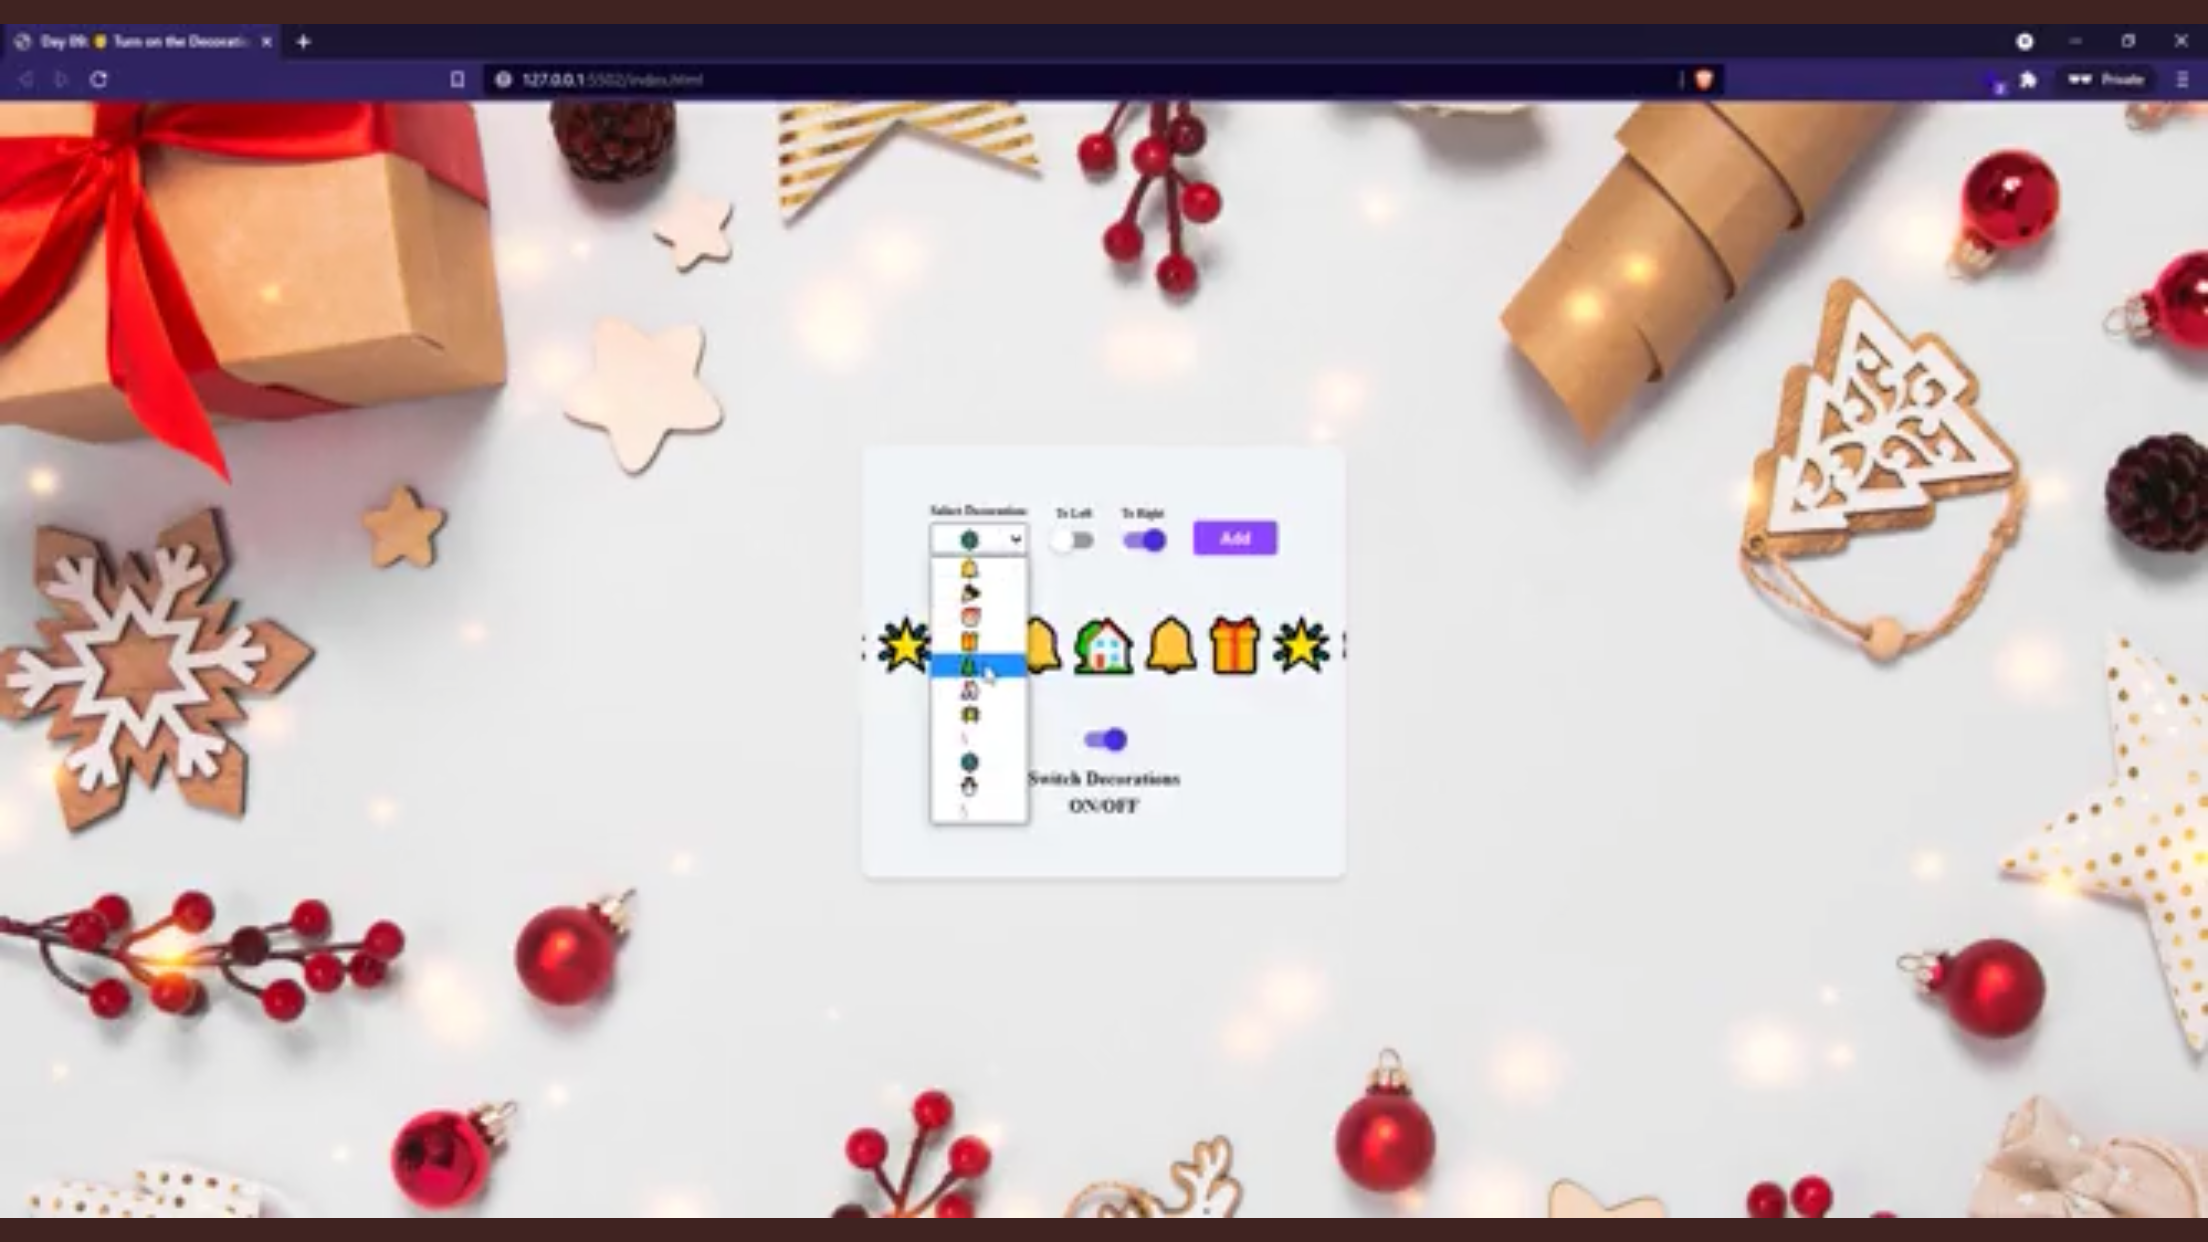 Day 09: Turn on the Decorati
127.0.0.1:5502/index.html
Private
Select Decoration:
To Left
To Right
Add
Switch Decorations
ON/OFF